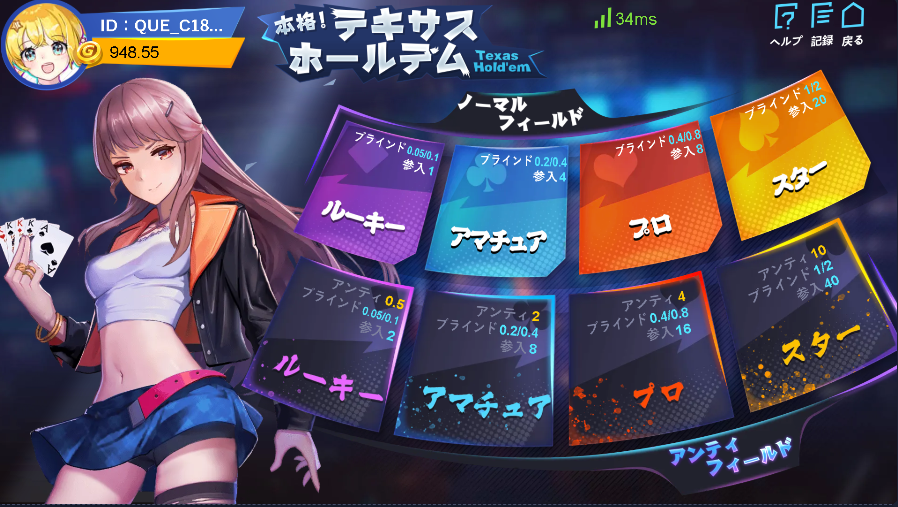 ID：QUE_C18...
948.55
本格!テキサス
ホールデム
Texas
Hold'em
34ms
ヘルプ 記録 戻る
ノーマル
フィールド
ブラインド0.05/0.1
参入1
ルーキー
ブラインド0.2/0.4
参入4
アマチュア
ブラインド0.4/0.8
参入8
プロ
ブラインド1/2
参入20
スター
アンティ0.5
ブラインド0.05/0.1
参入2
ルーキー
アンティ2
ブラインド0.2/0.4
参入8
アマチュア
アンティ4
ブラインド0.4/0.8
参入16
プロ
アンティ10
ブラインド1/2
参入40
スター
アンティ
フィールド
K
K
K
A
A